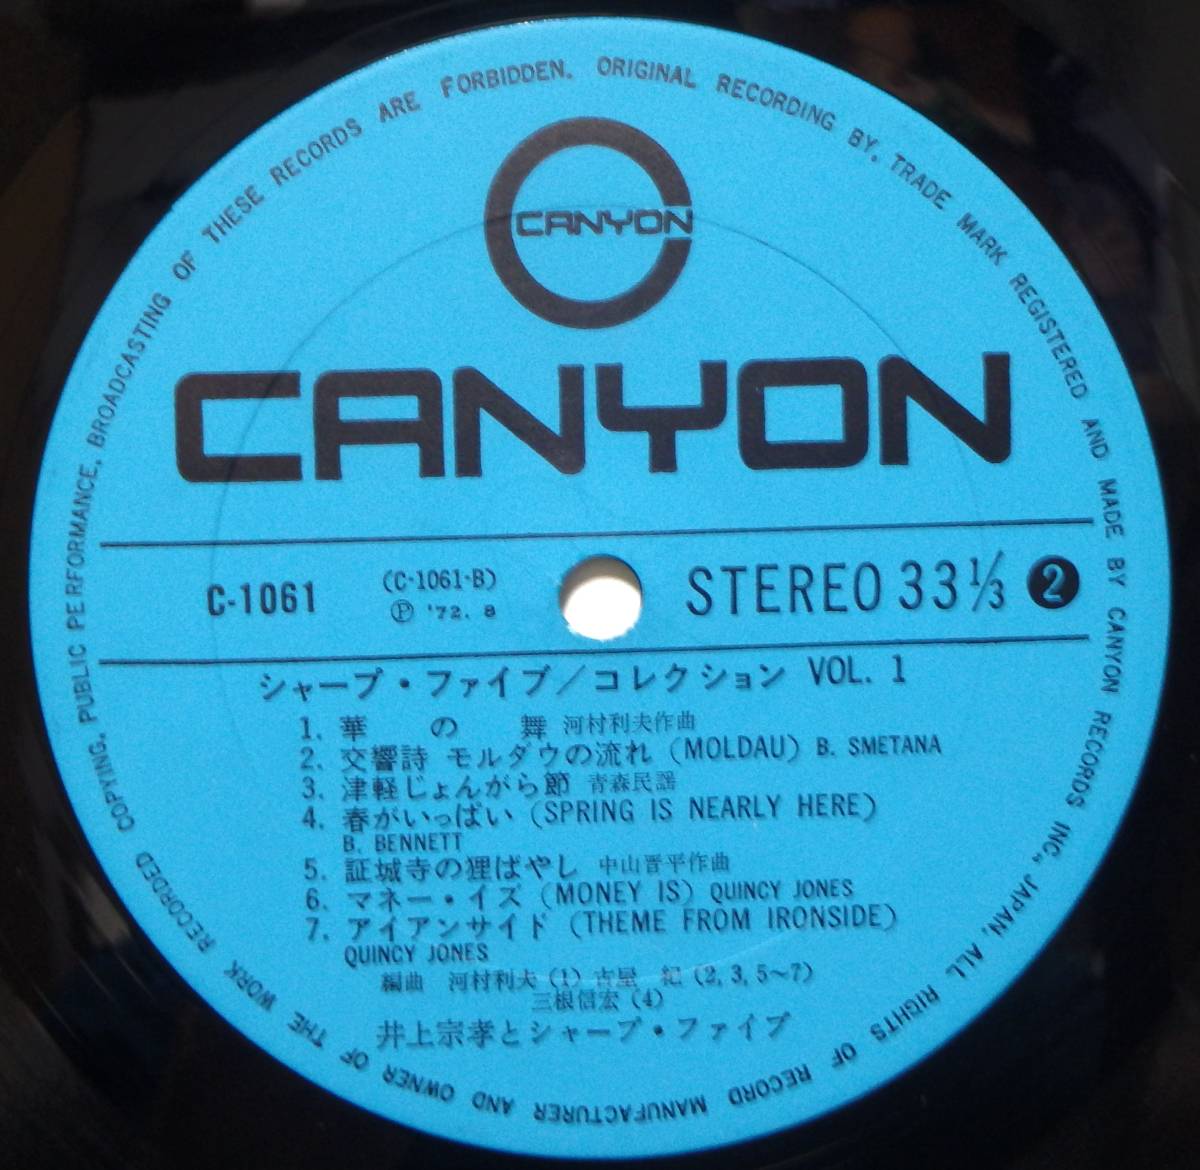 COPYING, PUBLIC PERFORMANCE, BROADCASTING OF THESE RECORDS ARE FORBIDDEN. ORIGINAL RECORDING BY. TRADE MARK REGISTERED AND MADE BY CANYON RECORDS INC., JAPAN. ALL RIGHTS OF RECORD MANUFACTURER AND OWNER OF THE WORK RECORDED
CANYON
CANYON
C-1061
(C-1061-B)
Ⓟ '72. 8
STEREO 33⅓ ❷
シャープ・ファイブ/コレクション VOL. 1
1. 華の舞 河村利夫作曲
2. 交響詩 モルダウの流れ (MOLDAU) B. SMETANA
3. 津軽じょんがら節 青森民謡
4. 春がいっぱい (SPRING IS NEARLY HERE)
B. BENNETT
5. 証城寺の狸ばやし 中山晋平作曲
6. マネー・イズ (MONEY IS) QUINCY JONES
7. アイアンサイド (THEME FROM IRONSIDE)
QUINCY JONES
編曲 河村利夫 (1) 古屋 紀 (2, 3, 5〜7)
三根信宏 (4)
井上宗孝とシャープ・ファイブ